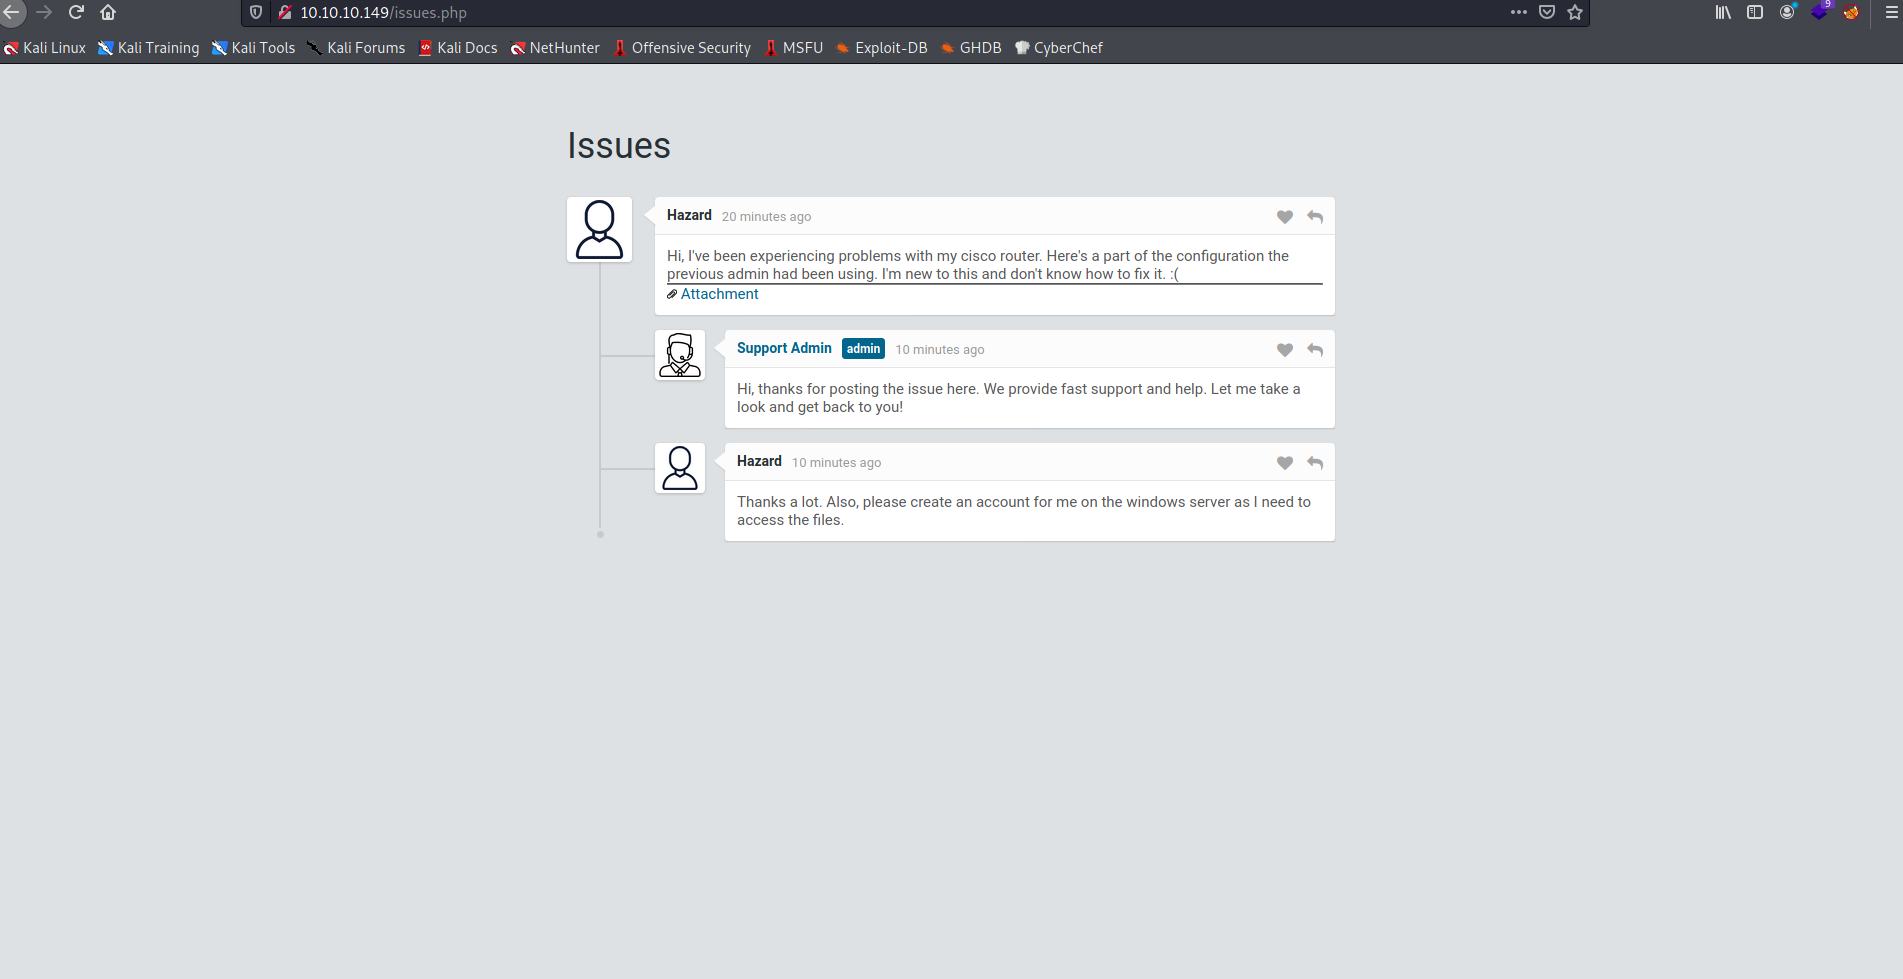 10.10.10.149/issues.php
9
Kali Linux Kali Training Kali Tools Kali Forums Kali Docs NetHunter Offensive Security MSFU Exploit-DB GHDB CyberChef
Issues
Hazard 20 minutes ago
Hi, I've been experiencing problems with my cisco router. Here's a part of the configuration the
previous admin had been using. I'm new to this and don't know how to fix it. :(
Attachment
Support Admin admin 10 minutes ago
Hi, thanks for posting the issue here. We provide fast support and help. Let me take a
look and get back to you!
Hazard 10 minutes ago
Thanks a lot. Also, please create an account for me on the windows server as I need to
access the files.